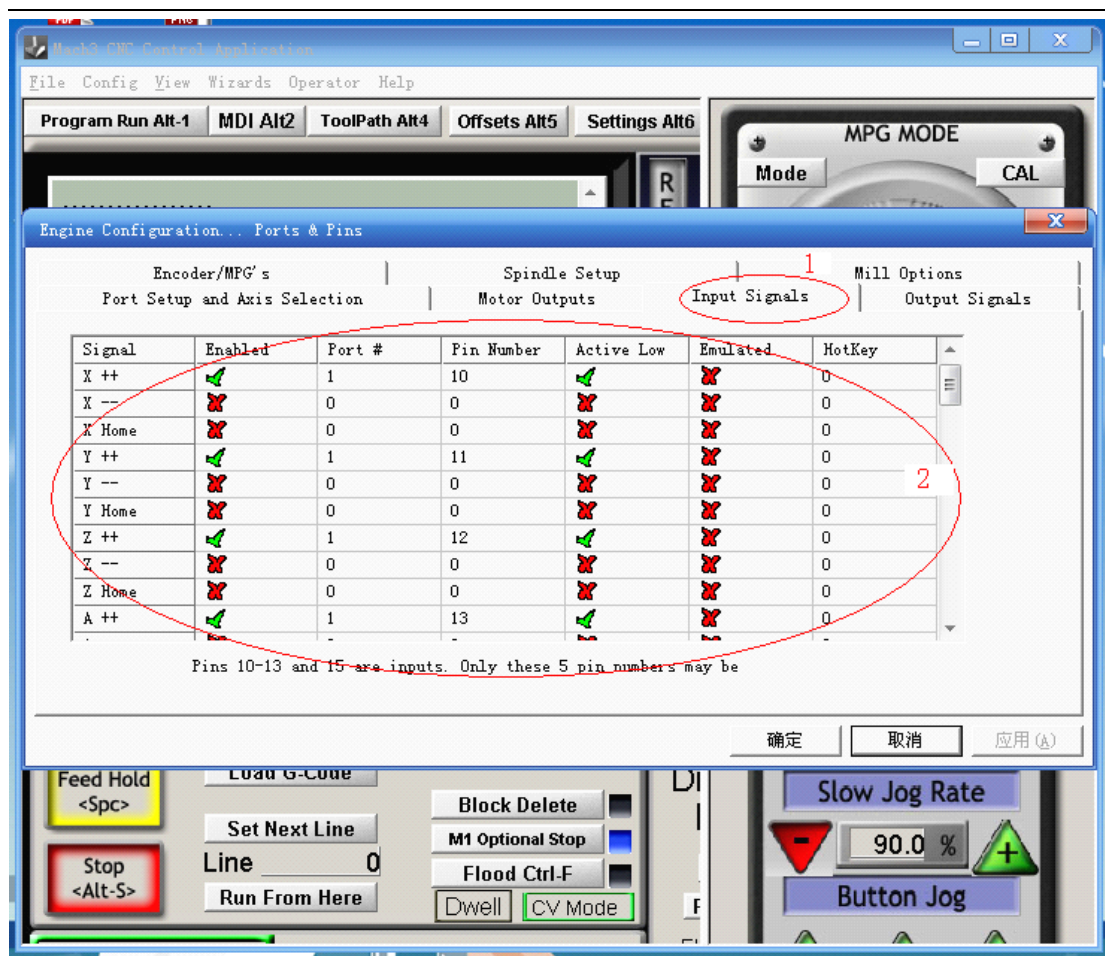 Mach3 CNC Control Application
File Config View Wizards Operator Help
Program Run Alt-1 MDI Alt2 ToolPath Alt4 Offsets Alt5 Settings Alt6
MPG MODE
Mode CAL
R
Engine Configuration... Ports & Pins
Encoder/MPG's Spindle Setup 1 Mill Options
Port Setup and Axis Selection Motor Outputs Input Signals Output Signals
Signal Enabled Port # Pin Number Active Low Emulated HotKey
X ++ 1 10 0
X -- 0 0 0
X Home 0 0 0
Y ++ 1 11 0
Y -- 0 0 0
2
Y Home 0 0 0
Z ++ 1 12 0
Z -- 0 0 0
Z Home 0 0 0
A ++ 1 13 0
Pins 10-13 and 15 are inputs. Only these 5 pin numbers may be
确定 取消 应用(A)
Feed Hold
<Spc>
Load G-Code
Set Next Line
Line 0
Run From Here
Stop
<Alt-S>
Block Delete
M1 Optional Stop
Flood Ctrl-F
Dwell CV Mode
Slow Jog Rate
- 90.0 % +
Button Jog